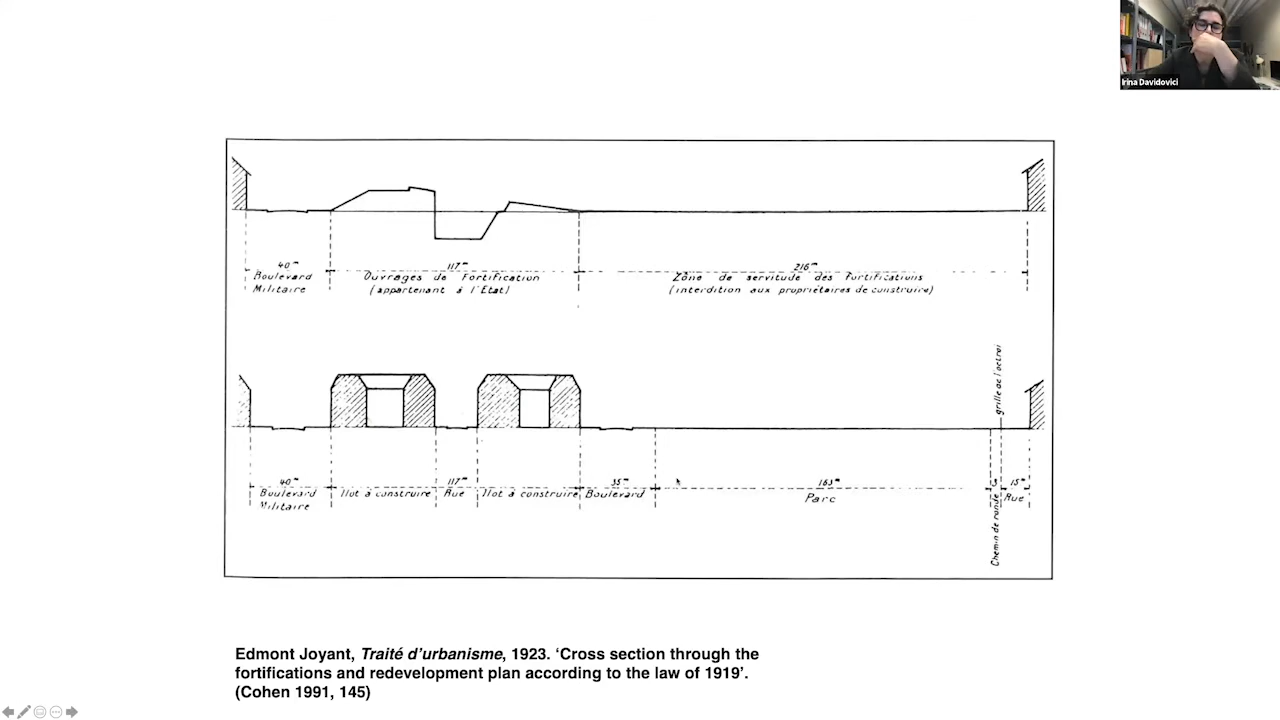 Irina Davidovici
40m 117m 216m
Boulevard Ouvrages de Fortification Zône de servitude des fortifications
Militaire (appartenant à l'Etat) (interdition aux propriétaires de construire)
grille de l'octroi
40m 117m 35m 163m 5 15m
Boulevard Ilot à construire Rue Ilot à construire Boulevard Parc Rue
Militaire
Chemin de ronde
Edmont Joyant, Traité d’urbanisme, 1923. ‘Cross section through the
fortifications and redevelopment plan according to the law of 1919’.
(Cohen 1991, 145)